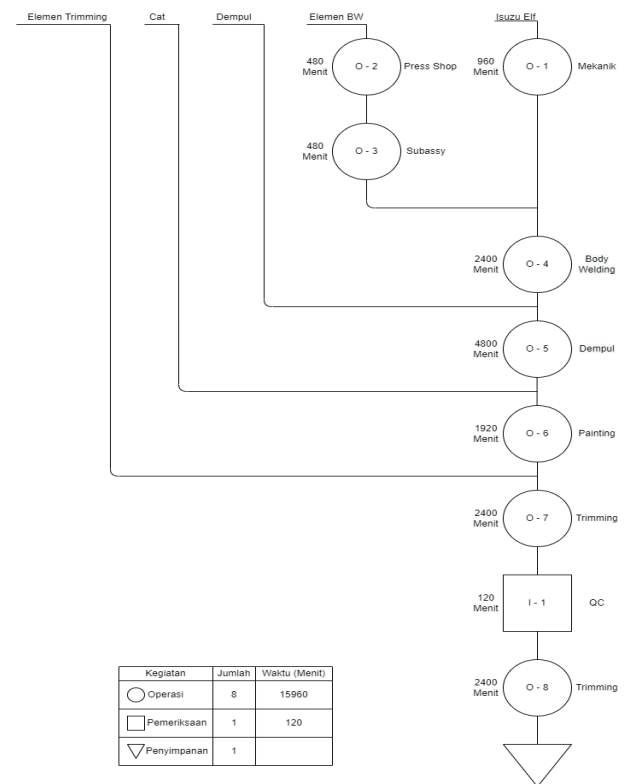 Elemen Trimming
Cat
Dempul
Elemen BW
Isuzu Elf
480
Menit
O - 2
Press Shop
960
Menit
O - 1
Mekanik
480
Menit
O - 3
Subassy
2400
Menit
O - 4
Body
Welding
4800
Menit
O - 5
Dempul
1920
Menit
O - 6
Painting
2400
Menit
O - 7
Trimming
120
Menit
I - 1
QC
2400
Menit
O - 8
Trimming
Kegiatan Jumlah Waktu (Menit)
Operasi 8 15960
Pemeriksaan 1 120
Penyimpanan 1